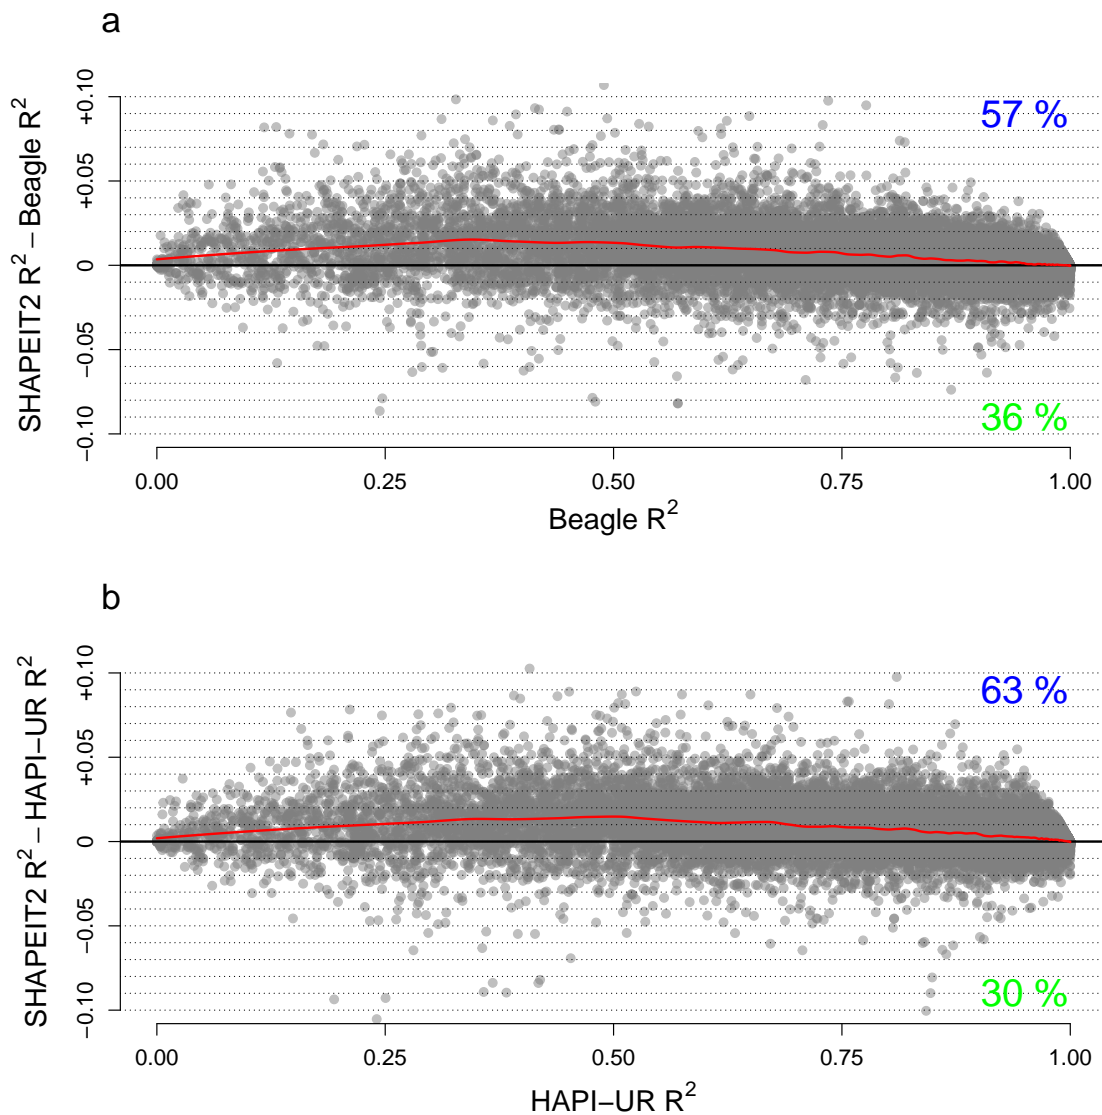 a
SHAPEIT2 R² − Beagle R²
+0.10
+0.05
0
−0.05
−0.10
57 %
36 %
0.00 0.25 0.50 0.75 1.00
Beagle R²
b
SHAPEIT2 R² − HAPI−UR R²
+0.10
+0.05
0
−0.05
−0.10
63 %
30 %
0.00 0.25 0.50 0.75 1.00
HAPI−UR R²